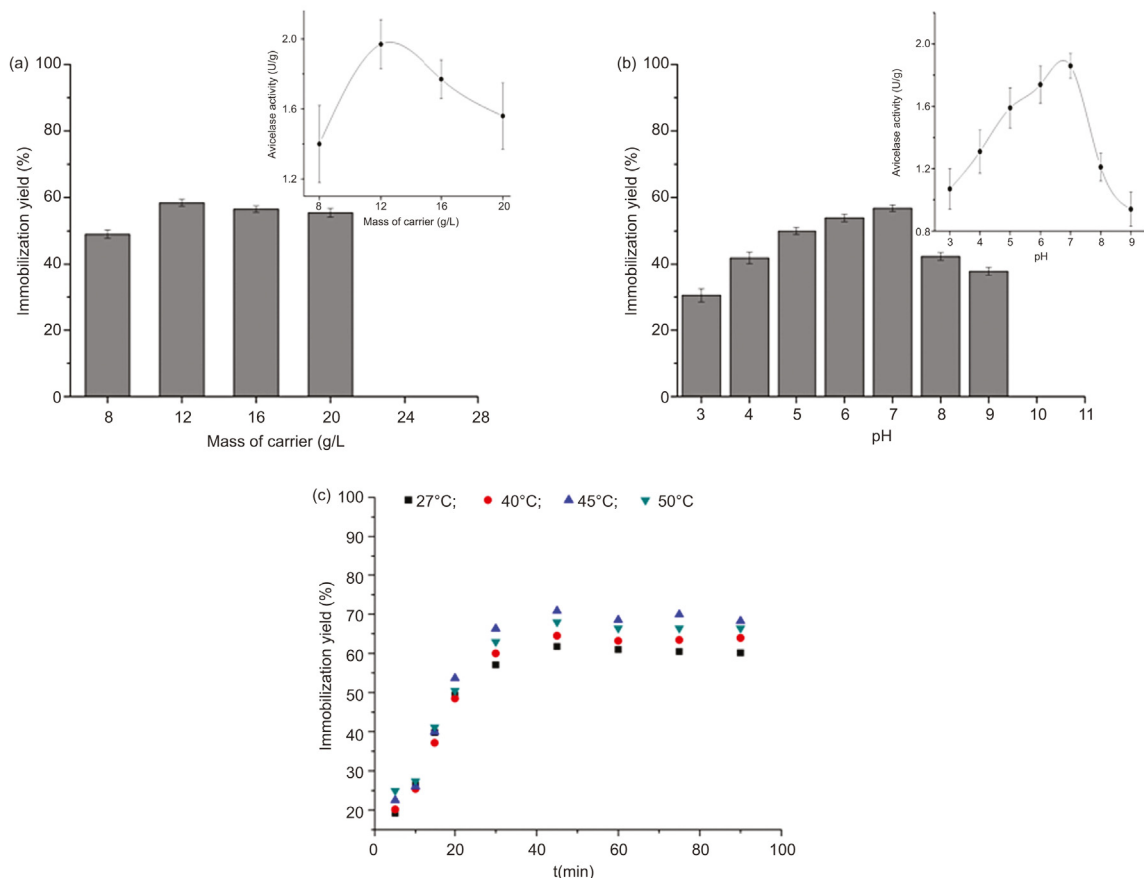 (a)
100
80
60
40
20
0
Immobilization yield (%)
8 12 16 20 24 28
Mass of carrier (g/L
2.0
1.6
1.2
Avicelase activity (U/g)
8 12 16 20
Mass of carrier (g/L)
(b)
100
80
60
40
20
0
Immobilization yield (%)
3 4 5 6 7 8 9 10 11
pH
2.0
1.6
1.2
0.8
Avicelase activity (U/g)
3 4 5 6 7 8 9
pH
(c)
27°C; 40°C; 45°C; 50°C
100
90
80
70
60
50
40
30
20
Immobilization yield (%)
0 20 40 60 80 100
t(min)